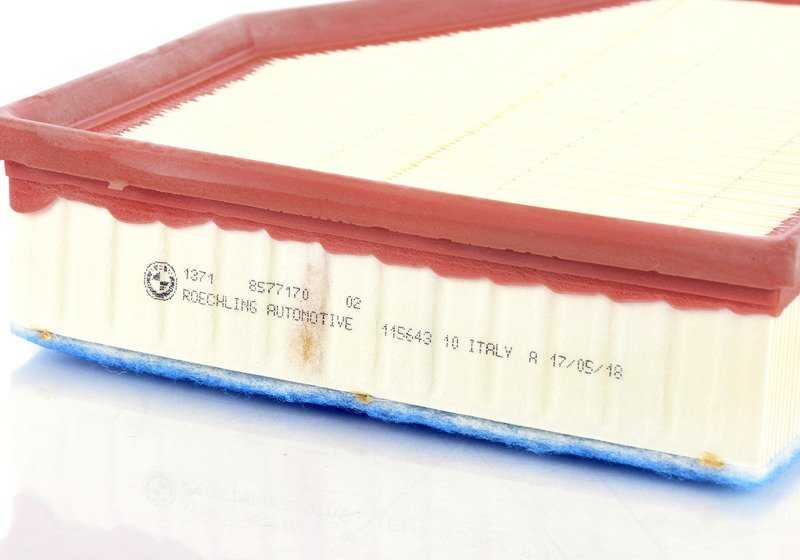 1371 8577170 02
ROECHLING AUTOMOTIVE 115643 10 ITALY A 17/05/18